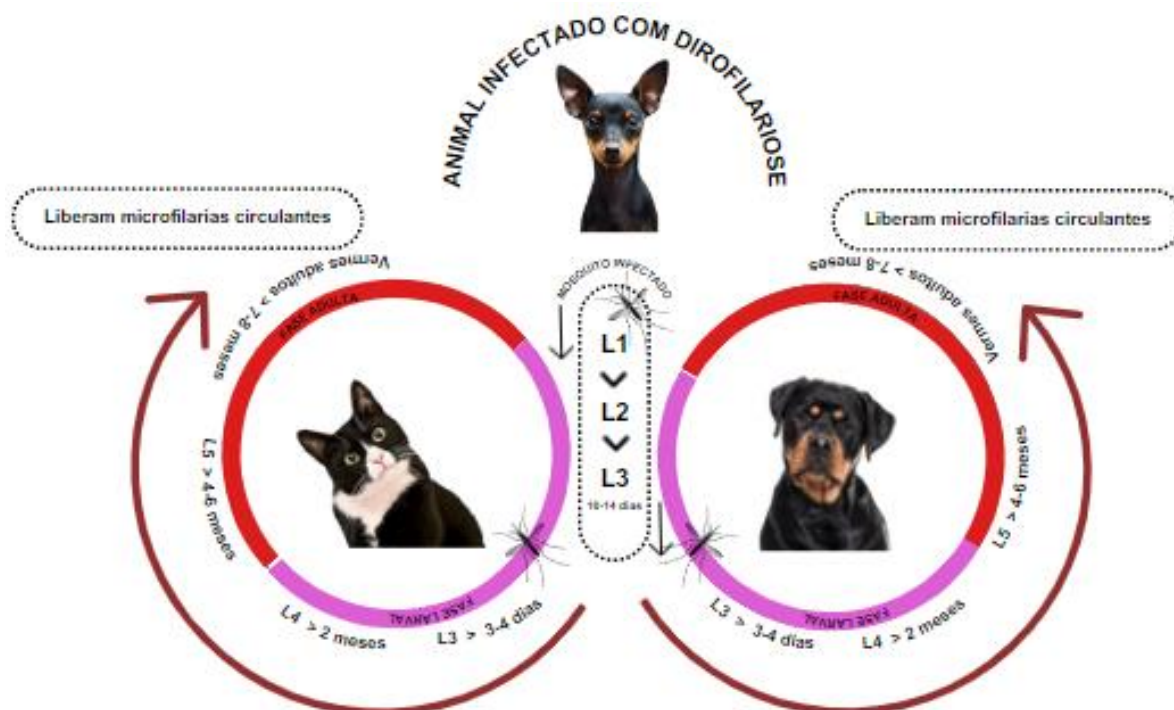 ANIMAL INFECTADO COM DIROFILARIOSE
Liberam microfilarias circulantes
Liberam microfilarias circulantes
MOSQUITO INFECTADO
L1
L2
L3
10-14 dias
Vermes adultos > 7-8 meses
FASE ADULTA
L5 > 4-6 meses
L4 > 2 meses
FASE LARVAL
L3 > 3-4 dias
Vermes adultos > 7-8 meses
FASE ADULTA
L5 > 4-6 meses
L4 > 2 meses
FASE LARVAL
L3 > 3-4 dias